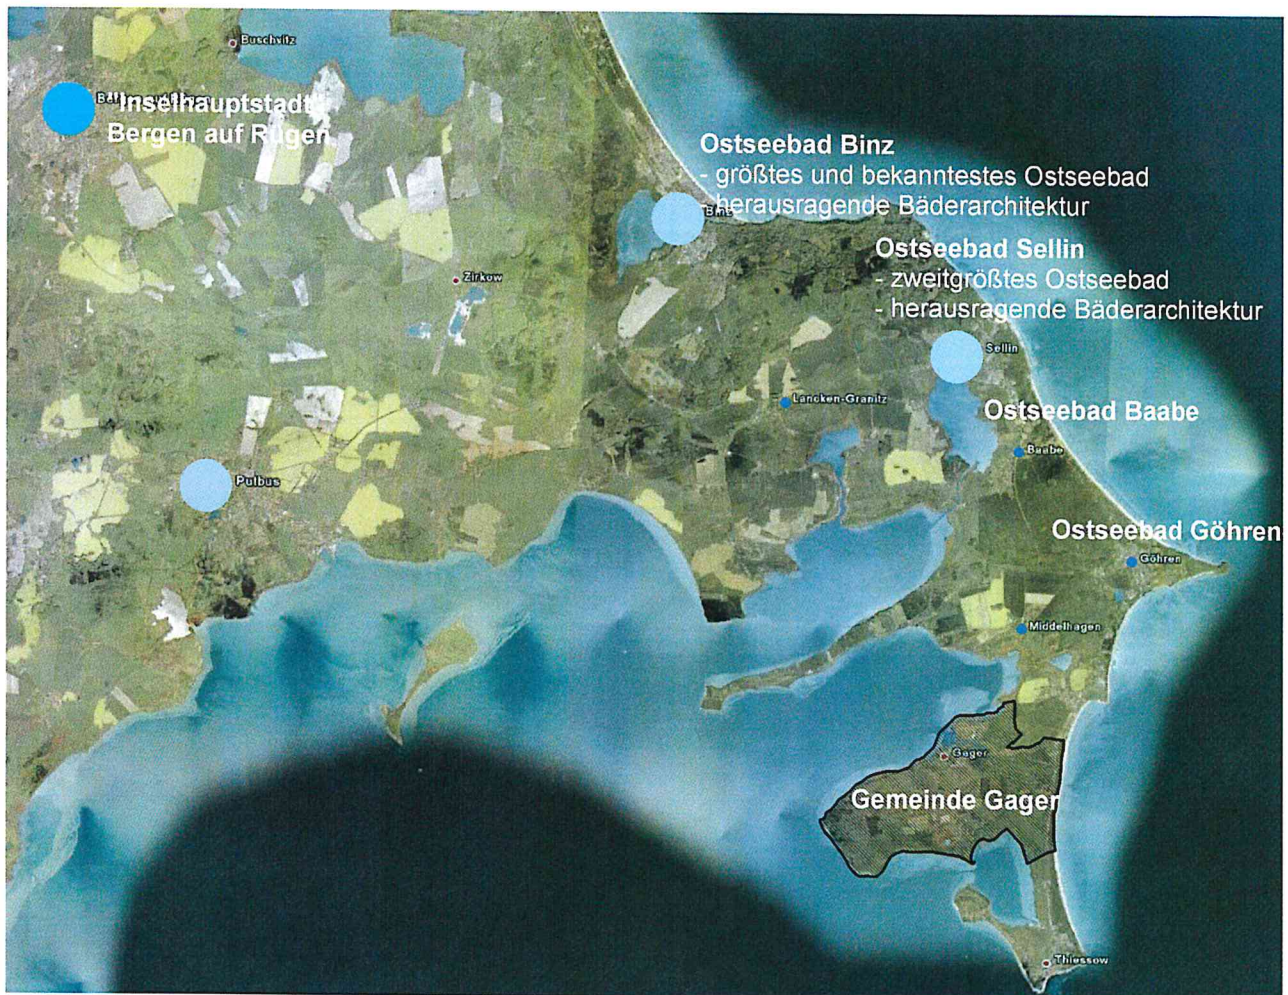 Buschvitz
"Inselhauptstadt"
Bergen auf Rügen
Ostseebad Binz
- größtes und bekanntestes Ostseebad
- herausragende Bäderarchitektur
Binz
Ostseebad Sellin
- zweitgrößtes Ostseebad
- herausragende Bäderarchitektur
Zirkow
Sellin
Lancken-Granitz
Ostseebad Baabe
Baabe
Putbus
Ostseebad Göhren
Göhren
Middelhagen
Gager
Gemeinde Gager
Thiessow